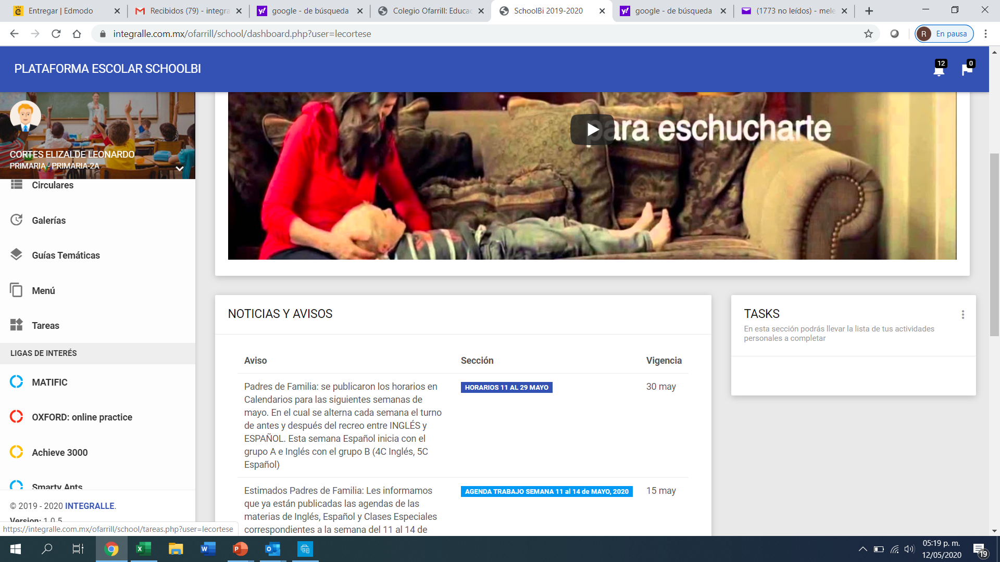 Entregar | Edmodo
Recibidos (79) - integra
google - de búsqueda
Colegio Ofarrill: Educac
SchoolBi 2019-2020
google - de búsqueda
(1773 no leídos) - mele
integralle.com.mx/ofarrill/school/dashboard.php?user=lecortese
R En pausa
PLATAFORMA ESCOLAR SCHOOLBI
12
0
para eschucharte
CORTES ELIZALDE LEONARDO
PRIMARIA - PRIMARIA-2A
Circulares
Galerías
Guías Temáticas
Menú
Tareas
LIGAS DE INTERÉS
MATIFIC
OXFORD: online practice
Achieve 3000
Smarty Ants
© 2019 - 2020 INTEGRALLE.
Version: 1.0.5
https://integralle.com.mx/ofarrill/school/tareas.php?user=lecortese
NOTICIAS Y AVISOS
Aviso Sección Vigencia
Padres de Familia: se publicaron los horarios en HORARIOS 11 AL 29 MAYO 30 may
Calendarios para las siguientes semanas de
mayo. En el cual se alterna cada semana el turno
de antes y después del recreo entre INGLÉS y
ESPAÑOL. Esta semana Español inicia con el
grupo A e Inglés con el grupo B (4C Inglés, 5C
Español)
Estimados Padres de Familia: Les informamos AGENDA TRABAJO SEMANA 11 al 14 de MAYO, 2020 15 may
que ya están publicadas las agendas de las
materias de Inglés, Español y Clases Especiales
correspondientes a la semana del 11 al 14 de
TASKS
En esta sección podrás llevar la lista de tus actividades
personales a completar
05:19 p. m.
12/05/2020
19